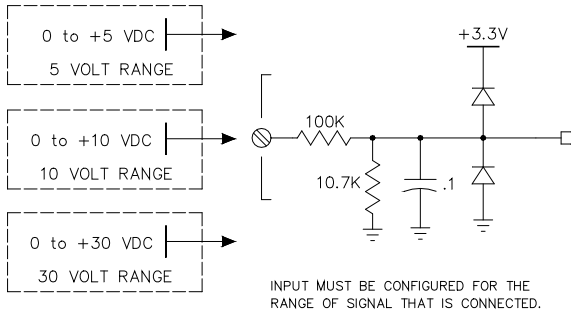 0 to +5 VDC
5 VOLT RANGE
0 to +10 VDC
10 VOLT RANGE
0 to +30 VDC
30 VOLT RANGE
+3.3V
100K
10.7K
.1
INPUT MUST BE CONFIGURED FOR THE
RANGE OF SIGNAL THAT IS CONNECTED.